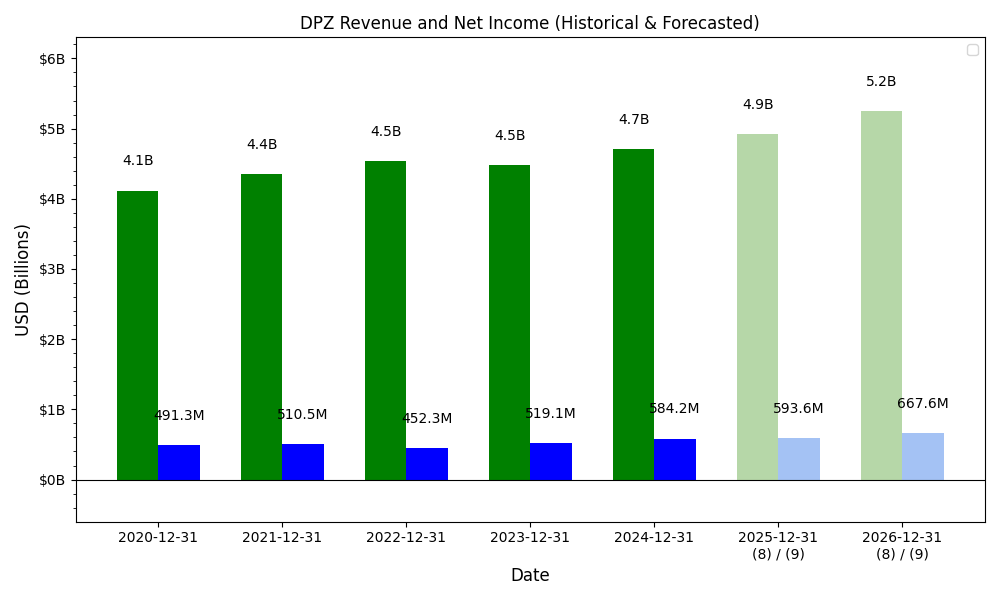 DPZ Revenue and Net Income (Historical & Forecasted)
USD (Billions)
$6B
$5B
$4B
$3B
$2B
$1B
$0B
4.1B
4.4B
4.5B
4.5B
4.7B
4.9B
5.2B
491.3M
510.5M
452.3M
519.1M
584.2M
593.6M
667.6M
2020-12-31
2021-12-31
2022-12-31
2023-12-31
2024-12-31
2025-12-31
(8) / (9)
2026-12-31
(8) / (9)
Date